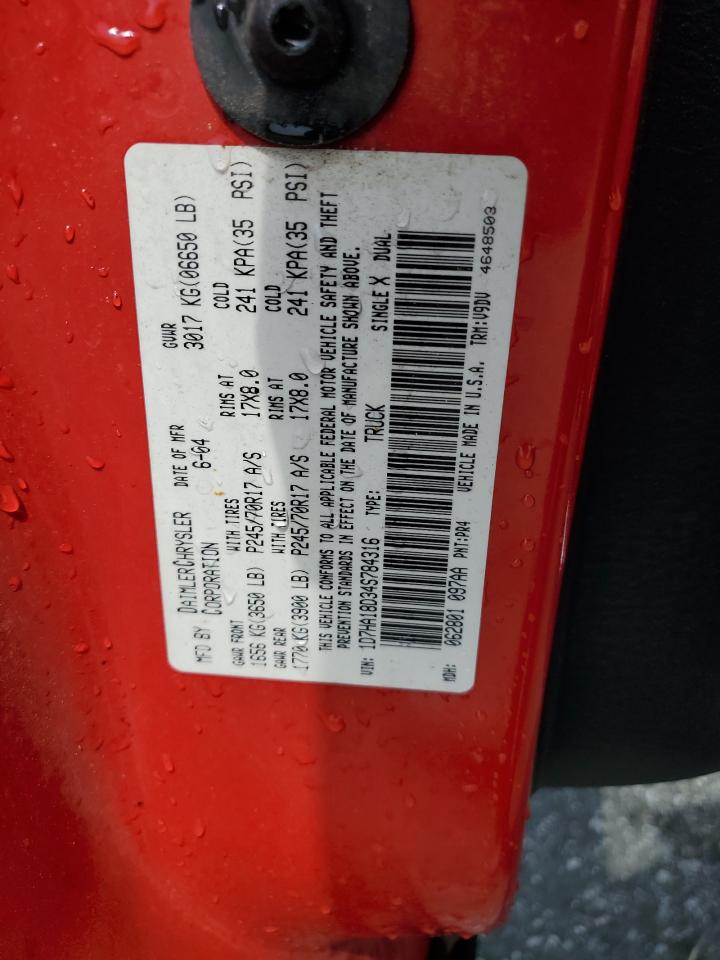 MFD BY DAIMLERCHRYSLER CORPORATION DATE OF MFR 6-04 GVWR 3017 KG(06650 LB)
GAWR FRONT WITH TIRES RIMS AT COLD
1656 KG(3650 LB) P245/70R17 A/S 17X8.0 241 KPA(35 PSI)
GAWR REAR WITH TIRES RIMS AT COLD
1770 KG(3900 LB) P245/70R17 A/S 17X8.0 241 KPA(35 PSI)
THIS VEHICLE CONFORMS TO ALL APPLICABLE FEDERAL MOTOR VEHICLE SAFETY AND THEFT
PREVENTION STANDARDS IN EFFECT ON THE DATE OF MANUFACTURE SHOWN ABOVE.
VIN: 1D7HA18D34S784316 TYPE: TRUCK SINGLE X DUAL
MDH: 062801 097AA PNT:PR4 VEHICLE MADE IN U.S.A. TRM:V9DV 4648503